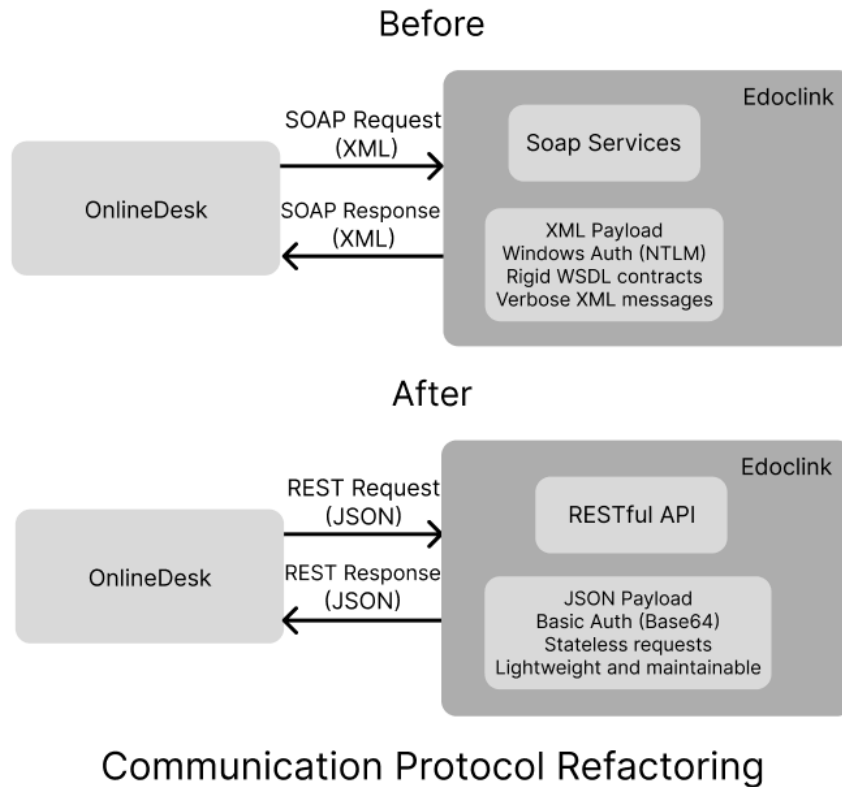 Before
Edoclink
SOAP Request
(XML)
Soap Services
OnlineDesk
SOAP Response
(XML)
XML Payload
Windows Auth (NTLM)
Rigid WSDL contracts
Verbose XML messages
After
Edoclink
REST Request
(JSON)
RESTful API
OnlineDesk
REST Response
(JSON)
JSON Payload
Basic Auth (Base64)
Stateless requests
Lightweight and maintainable
Communication Protocol Refactoring